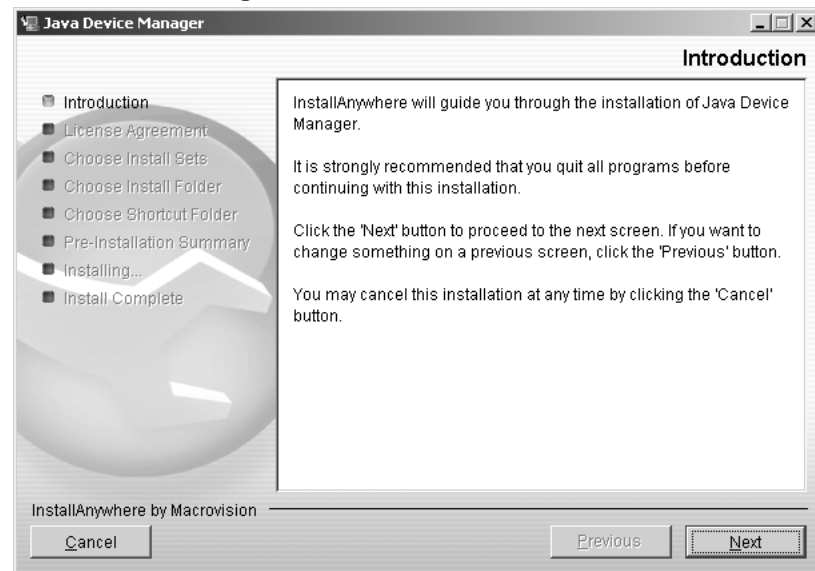 Java Device Manager
Introduction
Introduction
License Agreement
Choose Install Sets
Choose Install Folder
Choose Shortcut Folder
Pre-Installation Summary
Installing...
Install Complete
InstallAnywhere will guide you through the installation of Java Device
Manager.
It is strongly recommended that you quit all programs before
continuing with this installation.
Click the 'Next' button to proceed to the next screen. If you want to
change something on a previous screen, click the 'Previous' button.
You may cancel this installation at any time by clicking the 'Cancel'
button.
InstallAnywhere by Macrovision
Cancel
Previous
Next